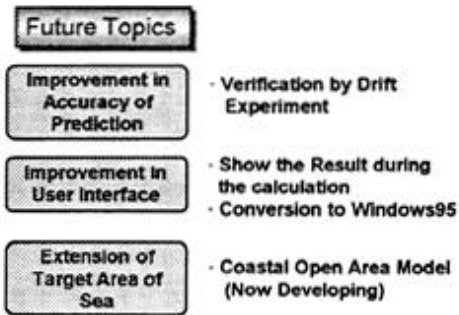 Future Topics
Improvement in
Accuracy of
Prediction
· Verification by Drift
Experiment
Improvement in
User Interface
· Show the Result during
the calculation
· Conversion to Windows95
Extension of
Target Area of
Sea
· Coastal Open Area Model
(Now Developing)